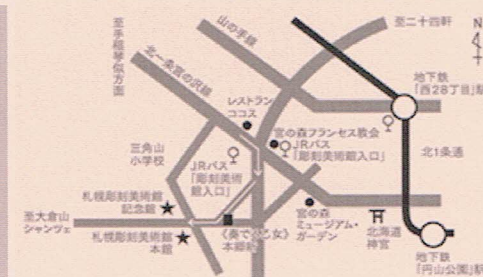 至手稲琴似方面
山の手線
北一条宮の沢線
至二十四軒
N
地下鉄
「西28丁目」駅
レストラン
ココス
宮の森フランセス教会
JRバス
「彫刻美術
館入口」
北1条通
三角山
小学校
JRバス
「彫刻美術
館入口」
札幌彫刻美術館
記念館
至大倉山
シャンツェ
札幌彫刻美術館
本館
《奏でる乙女》
本郷新
宮の森
ミュージアム・
ガーデン
北海道
神宮
地下鉄
「円山公園」駅